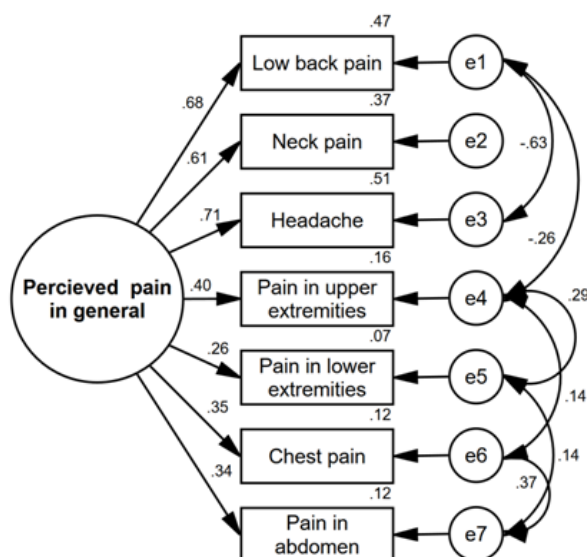 .47
Low back pain
e1
.68
.37
Neck pain
e2
-.63
.61
.51
Headache
e3
.71
-.26
.16
Percieved pain
in general
.40
Pain in upper
extremities
e4
.29
.07
.26
Pain in lower
extremities
e5
.14
.35
.12
Chest pain
e6
.14
.34
.37
.12
Pain in
abdomen
e7